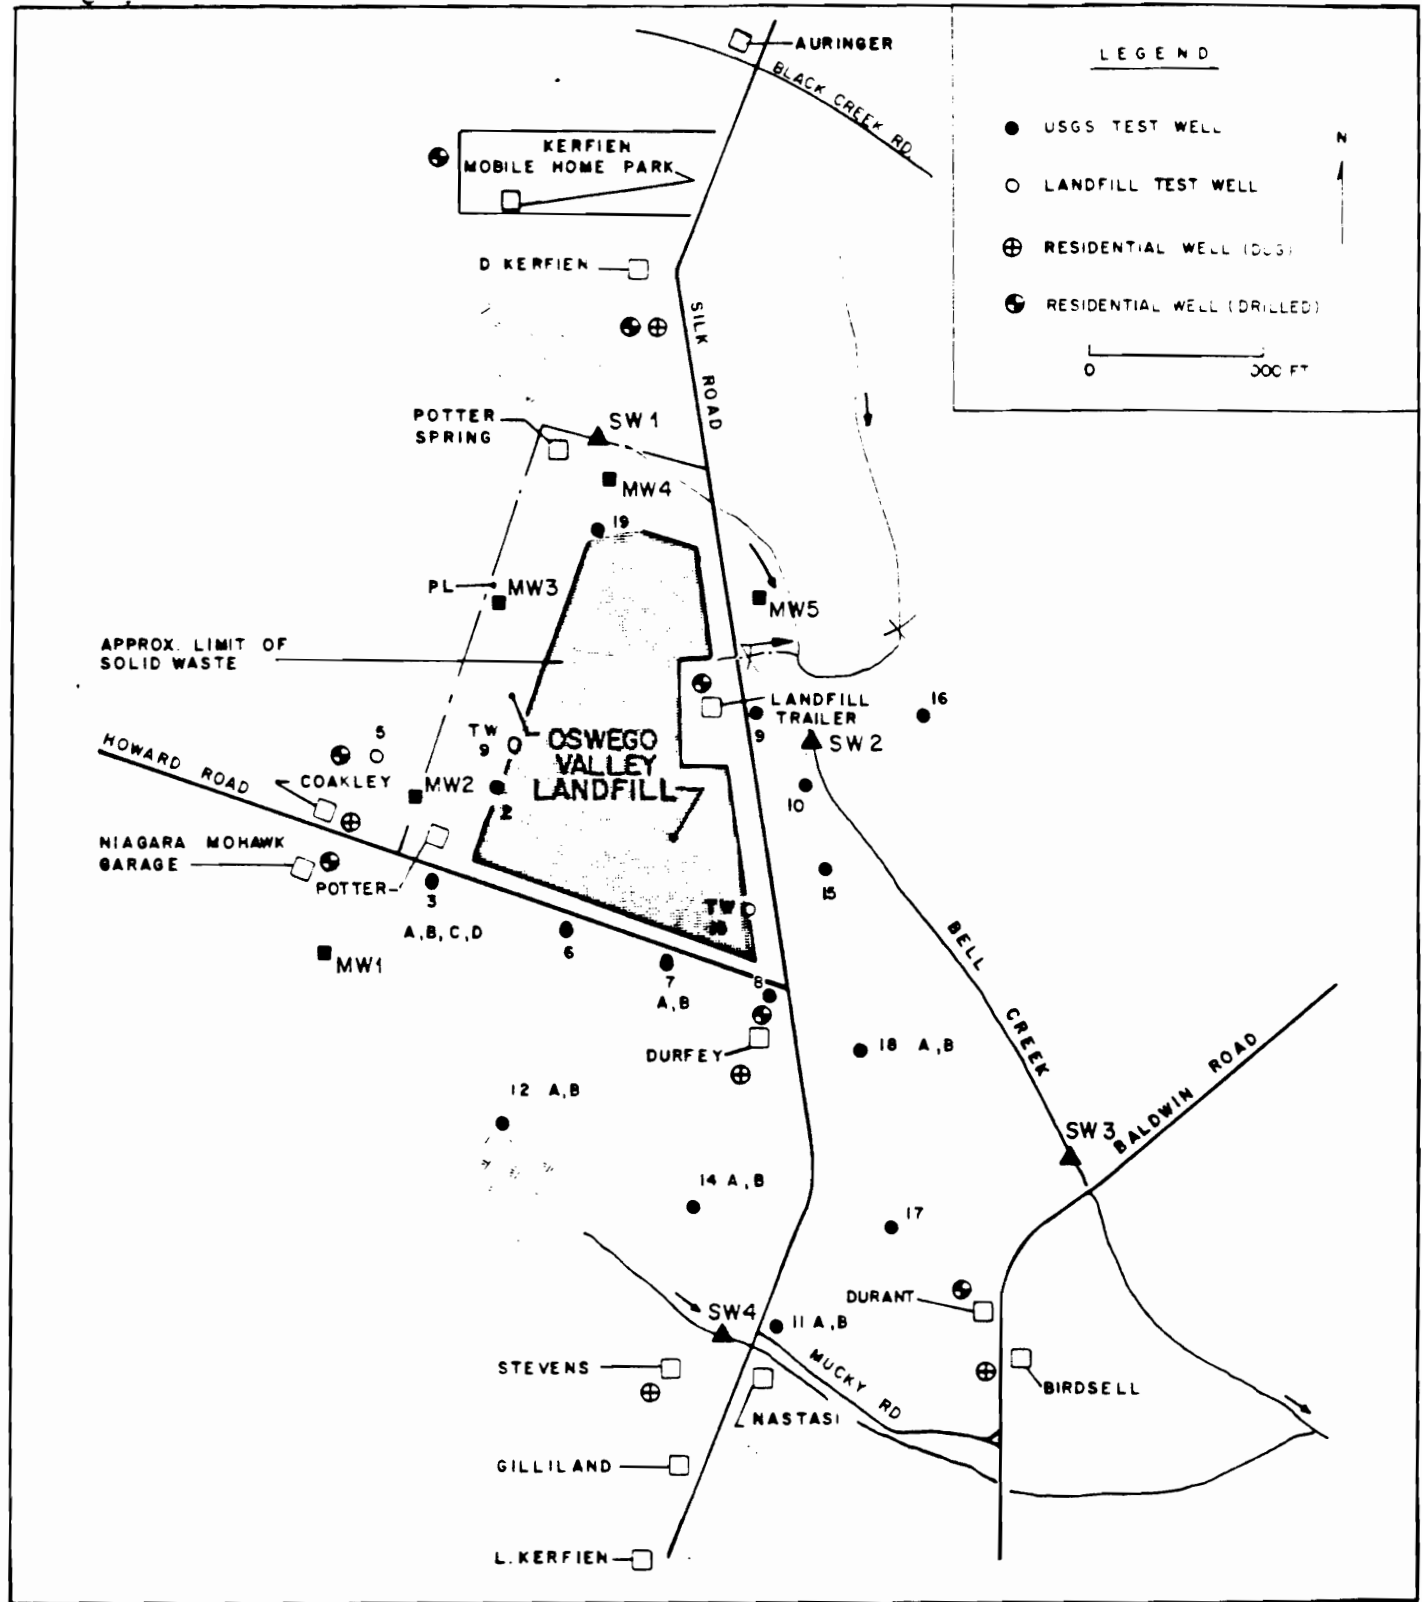 AURINGER
BLACK CREEK RD.
LEGEND
USGS TEST WELL
LANDFILL TEST WELL
RESIDENTIAL WELL
RESIDENTIAL WELL (DRILLED)
0
FT
N
KERFIEN
MOBILE HOME PARK
D KERFIEN
SILK ROAD
POTTER
SPRING
SW1
MW4
19
PL
MW3
MW5
APPROX. LIMIT OF
SOLID WASTE
LANDFILL
TRAILER
16
9
SW2
TW
9
OSWEGO
VALLEY
LANDFILL
HOWARD ROAD
5
COAKLEY
MW2
2
10
NIAGARA MOHAWK
GARAGE
POTTER
3
A,B,C,D
15
TW
6
MW1
7
A,B
8
BELL CREEK
DURFEY
18 A,B
BALDWIN ROAD
12 A,B
SW3
14 A,B
17
DURANT
SW4
11 A,B
MUCKY RD
STEVENS
BIRDSELL
NASTASI
GILLILAND
L. KERFIEN